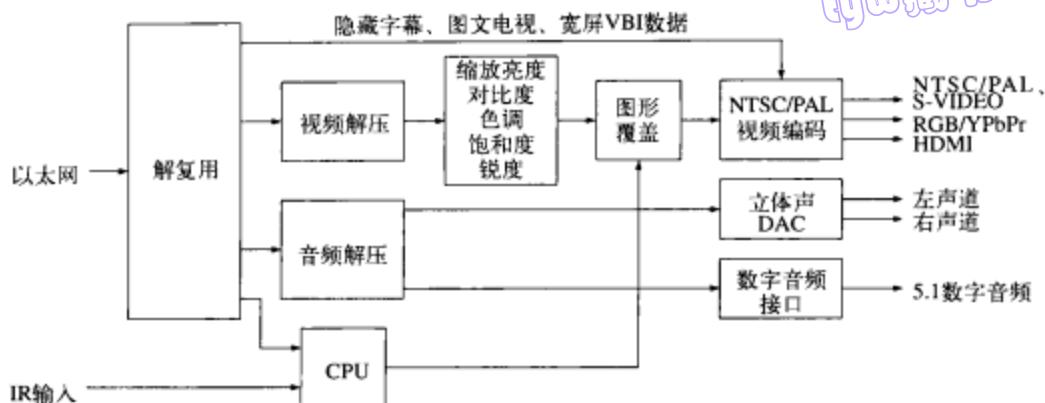 隐藏字幕、图文电视、宽屏VBI数据
以太网
解复用
视频解压
缩放亮度
对比度
色调
饱和度
锐度
图形
覆盖
NTSC/PAL
视频编码
NTSC/PAL、
S-VIDEO
RGB/YPbPr
HDMI
音频解压
立体声
DAC
左声道
右声道
数字音频
接口
5.1数字音频
CPU
IR输入